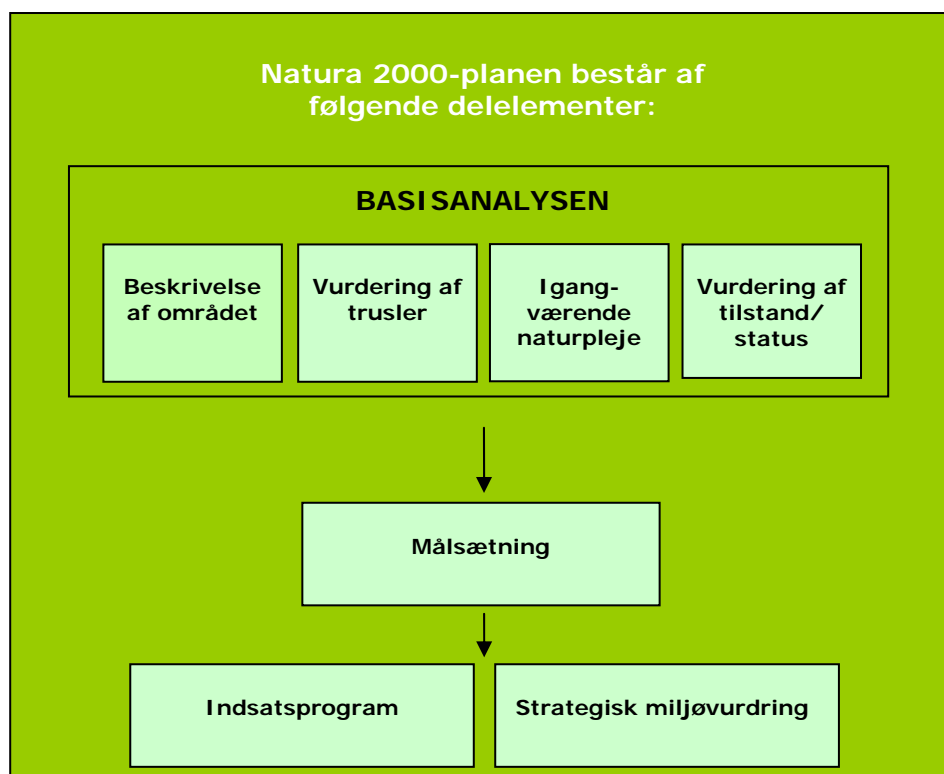 Natura 2000-planen består af
følgende delelementer:
BASISANALYSEN
Beskrivelse
af området
Vurdering af
trusler
Igang-
værende
naturpleje
Vurdering af
tilstand/
status
Målsætning
Indsatsprogram
Strategisk miljøvurdring